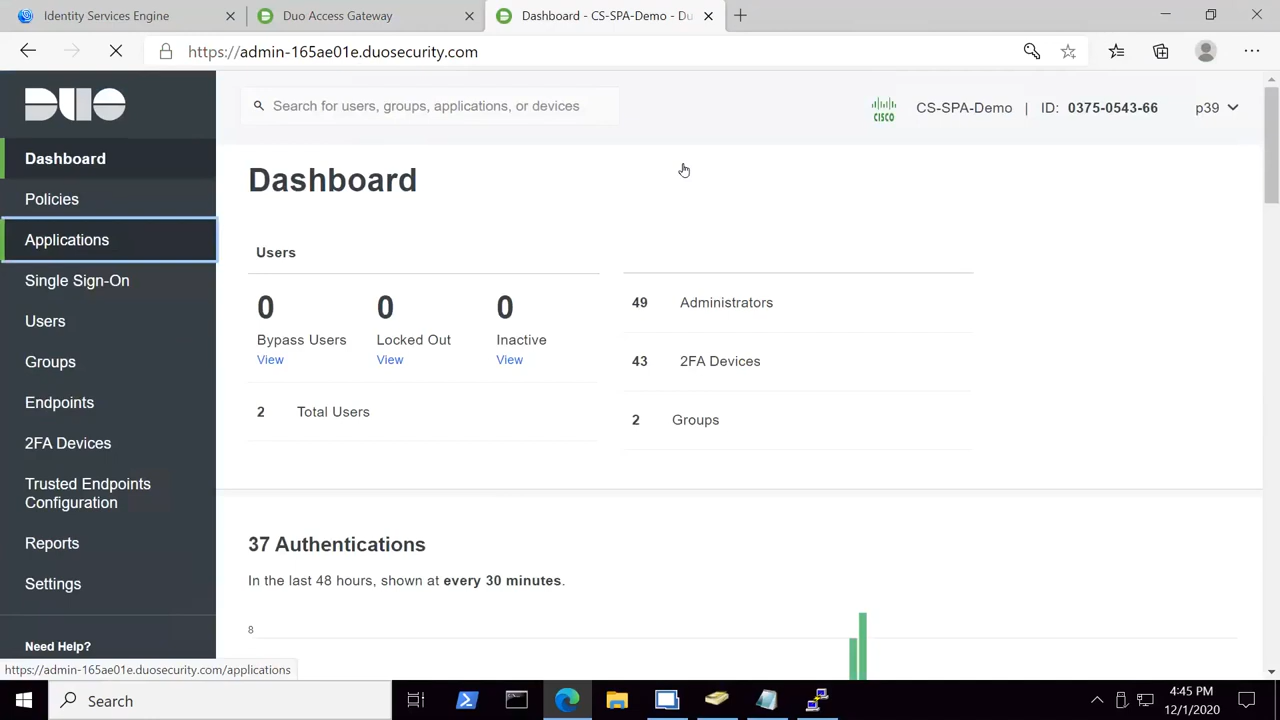 Identity Services Engine
Duo Access Gateway
Dashboard - CS-SPA-Demo - Du
https://admin-165ae01e.duosecurity.com
DUO
Search for users, groups, applications, or devices
CISCO
CS-SPA-Demo | ID: 0375-0543-66
p39
Dashboard
Policies
Applications
Single Sign-On
Users
Groups
Endpoints
2FA Devices
Trusted Endpoints
Configuration
Reports
Settings
Need Help?
Dashboard
Users
0 0 0
Bypass Users Locked Out Inactive
View View View
2 Total Users
49 Administrators
43 2FA Devices
2 Groups
37 Authentications
In the last 48 hours, shown at every 30 minutes.
8
https://admin-165ae01e.duosecurity.com/applications
Search
4:45 PM
12/1/2020